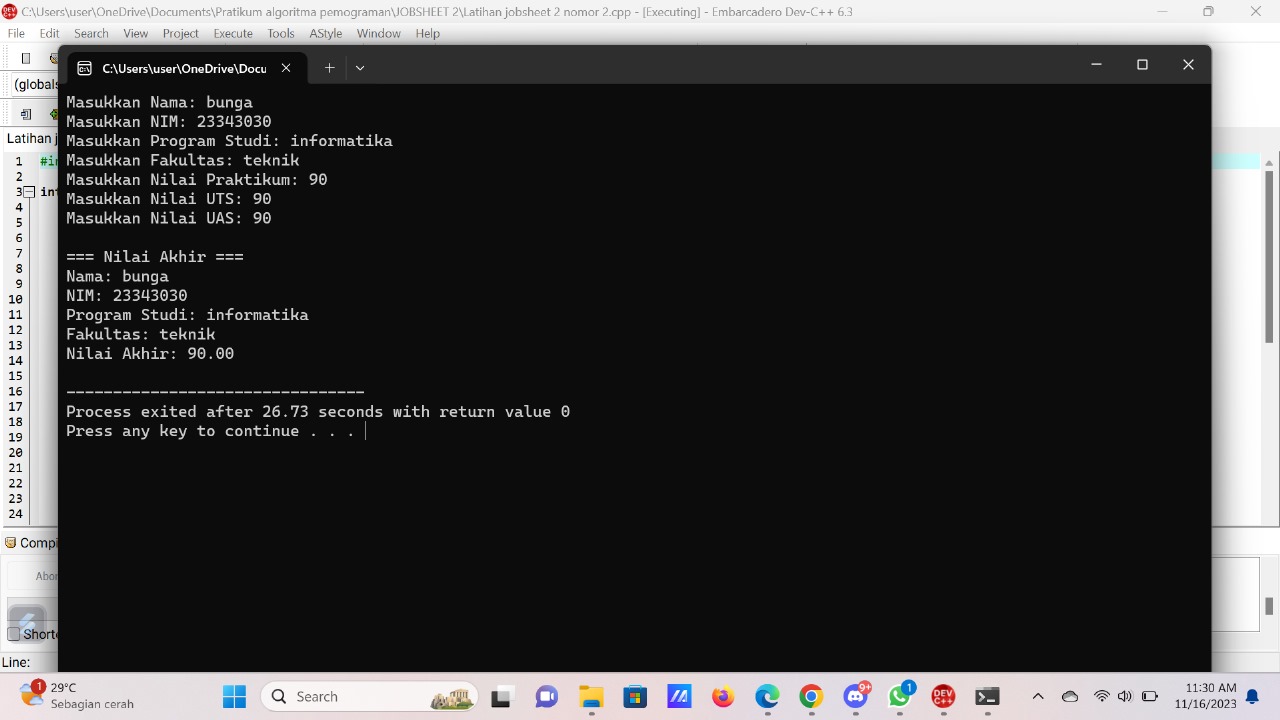 C:\Users\user\OneDrive\Documents\Pratikum algoritma pemograman\JOBSHEET 2\Latihan jobsheet 2 nomor 2.cpp - [Executing] - Embarcadero Dev-C++ 6.3
File Edit Search View Project Execute Tools AStyle Window Help
C:\Users\user\OneDrive\Docu
(globals
Latihan j
Masukkan Nama: bunga
Masukkan NIM: 23343030
Masukkan Program Studi: informatika
Masukkan Fakultas: teknik
Masukkan Nilai Praktikum: 90
Masukkan Nilai UTS: 90
Masukkan Nilai UAS: 90
=== Nilai Akhir ===
Nama: bunga
NIM: 23343030
Program Studi: informatika
Fakultas: teknik
Nilai Akhir: 90.00
--------------------------------
Process exited after 26.73 seconds with return value 0
Press any key to continue . . .
1 #in
2
3 int
4
5
6
7
8
9
10
11
12
13
14
15
16
17
18
19
20
21
22
23
24
Compi
Abor
Shorte
Line:
29°C
Sebagian cerah
1
Search
9+
1
DEV C++
11:30 AM
11/16/2023